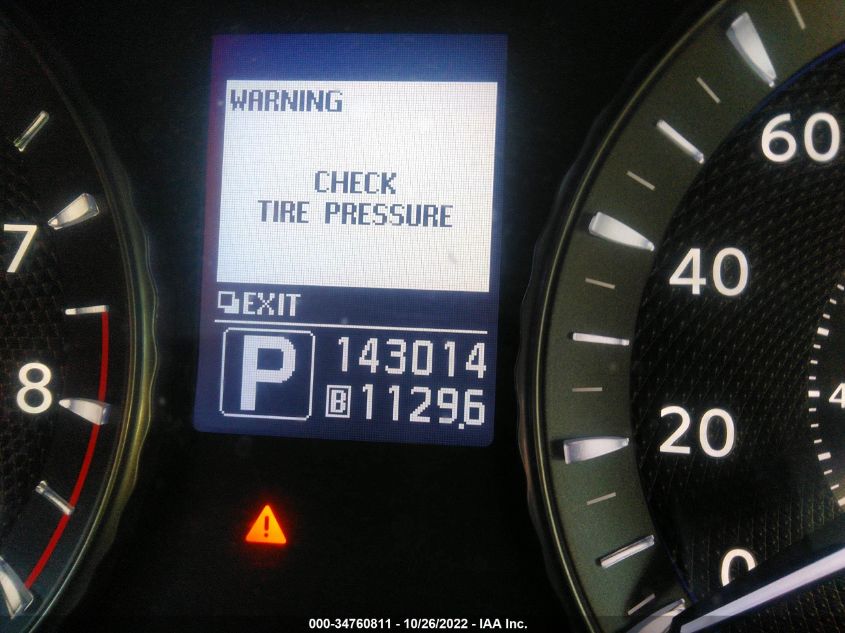 WARNING
CHECK
TIRE PRESSURE
EXIT
P
143014
B 1129.6
7
8
60
40
20
0
4
000-34760811 - 10/26/2022 - IAA Inc.